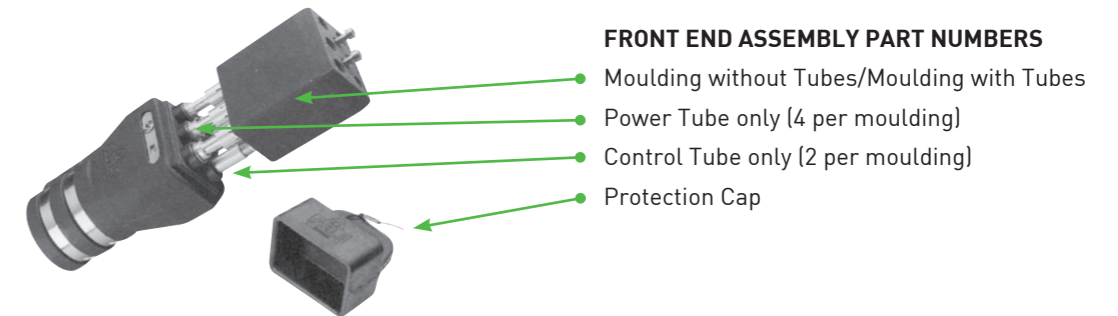 FRONT END ASSEMBLY PART NUMBERS
Moulding without Tubes/Moulding with Tubes
Power Tube only (4 per moulding)
Control Tube only (2 per moulding)
Protection Cap